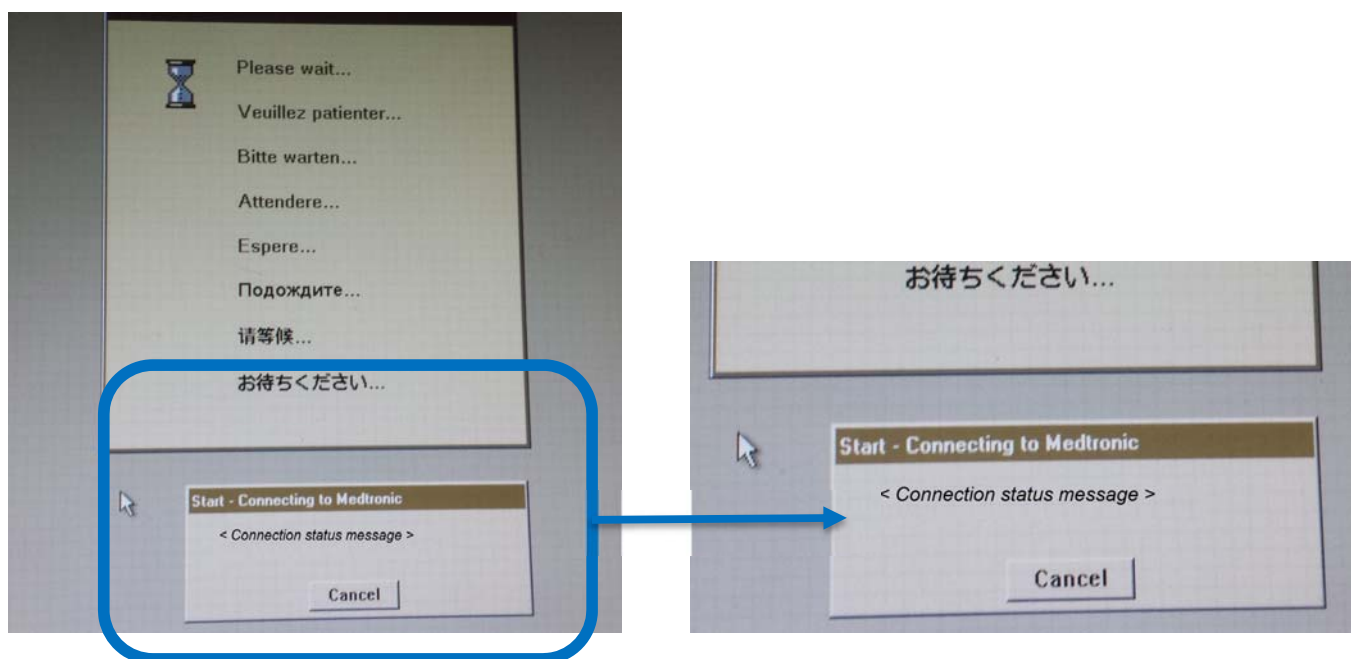 Please wait...
Veuillez patienter...
Bitte warten...
Attendere...
Espere...
Подождите...
请等候...
お待ちください...
Start - Connecting to Medtronic
< Connection status message >
Cancel
お待ちください...
Start - Connecting to Medtronic
< Connection status message >
Cancel